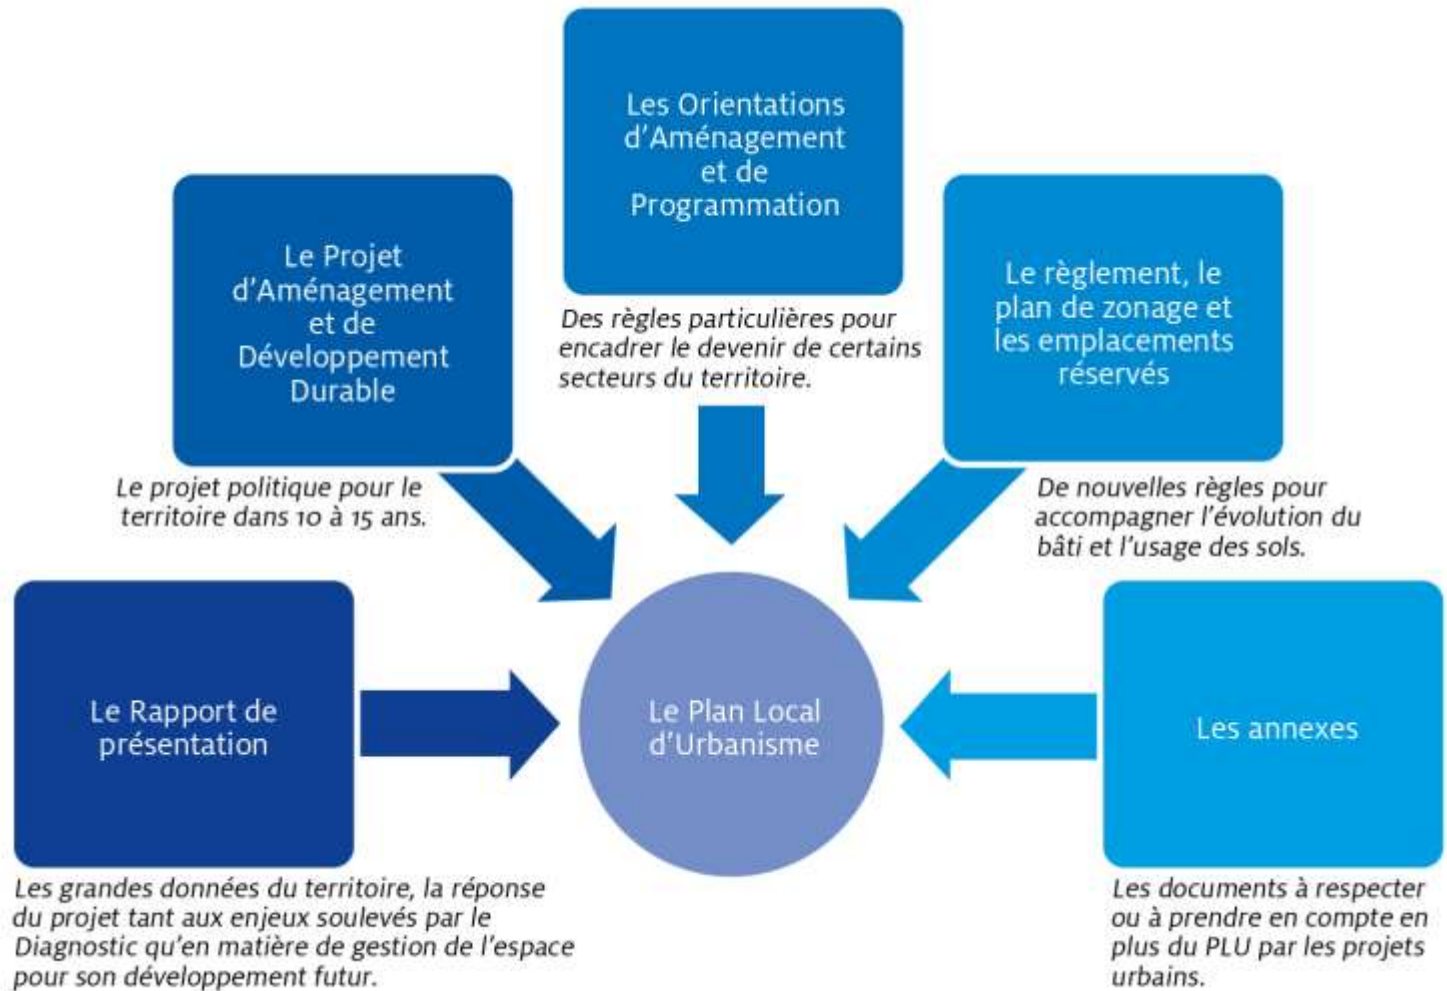 Les Orientations
d'Aménagement
et de
Programmation
Des règles particulières pour
encadrer le devenir de certains
secteurs du territoire.
Le Projet
d'Aménagement
et de
Développement
Durable
Le projet politique pour le
territoire dans 10 à 15 ans.
Le règlement, le
plan de zonage et
les emplacements
réservés
De nouvelles règles pour
accompagner l'évolution du
bâti et l'usage des sols.
Le Rapport de
présentation
Les grandes données du territoire, la réponse
du projet tant aux enjeux soulevés par le
Diagnostic qu'en matière de gestion de l'espace
pour son développement futur.
Le Plan Local
d'Urbanisme
Les annexes
Les documents à respecter
ou à prendre en compte en
plus du PLU par les projets
urbains.